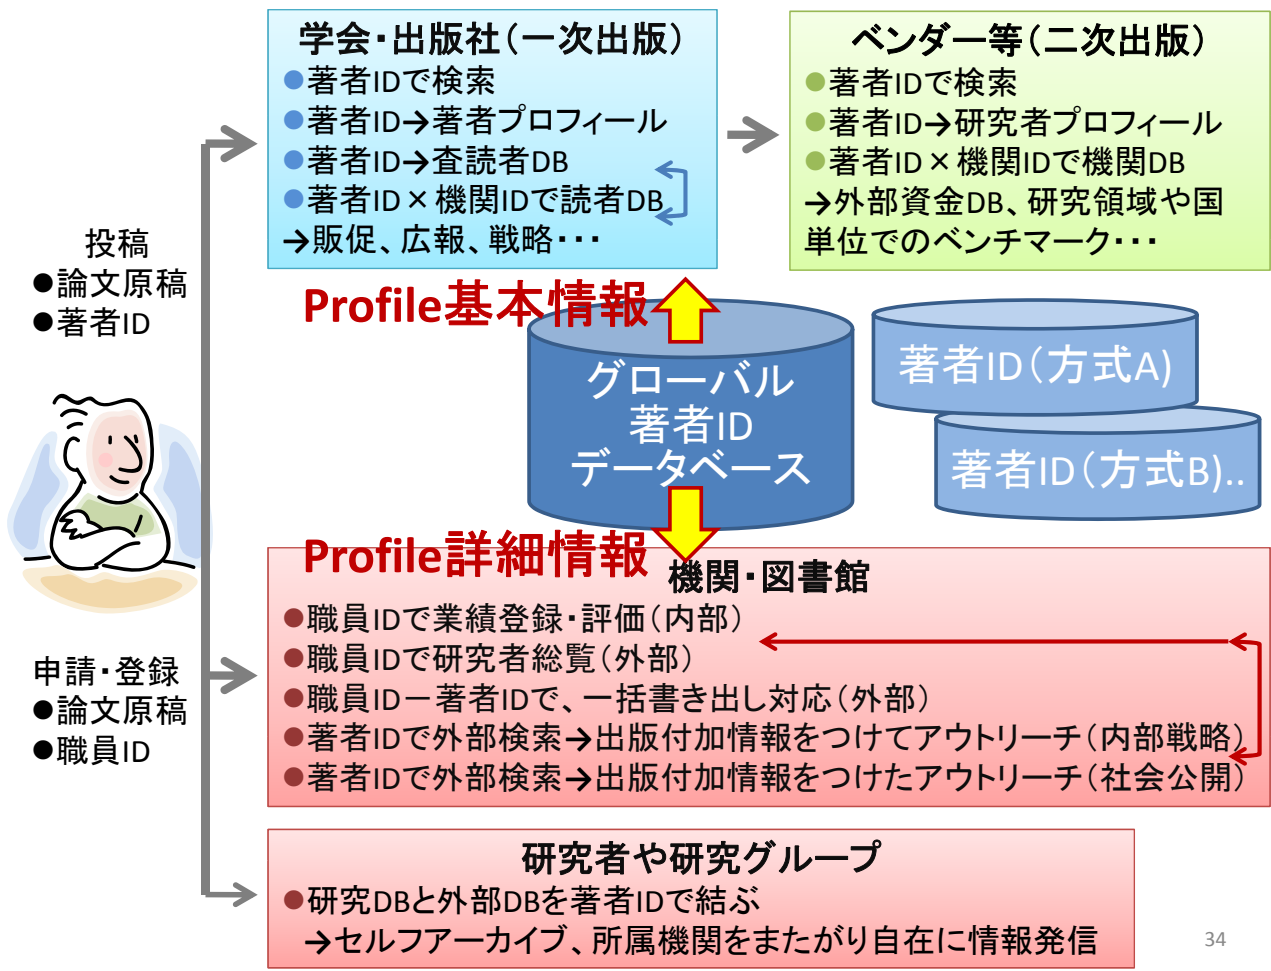 学会・出版社（一次出版）
●著者IDで検索
●著者ID→著者プロフィール
●著者ID→査読者DB
●著者ID×機関IDで読者DB
→販促、広報、戦略・・・
ベンダー等（二次出版）
●著者IDで検索
●著者ID→研究者プロフィール
●著者ID×機関IDで機関DB
→外部資金DB、研究領域や国
単位でのベンチマーク・・・
投稿
●論文原稿
●著者ID
Profile基本情報
グローバル
著者ID
データベース
著者ID（方式A)
著者ID（方式B)..
Profile詳細情報
機関・図書館
●職員IDで業績登録・評価（内部）
●職員IDで研究者総覧（外部）
●職員ID－著者IDで、一括書き出し対応（外部）
●著者IDで外部検索→出版付加情報をつけてアウトリーチ（内部戦略）
●著者IDで外部検索→出版付加情報をつけたアウトリーチ（社会公開）
申請・登録
●論文原稿
●職員ID
研究者や研究グループ
●研究DBと外部DBを著者IDで結ぶ
→セルフアーカイブ、所属機関をまたがり自在に情報発信
34